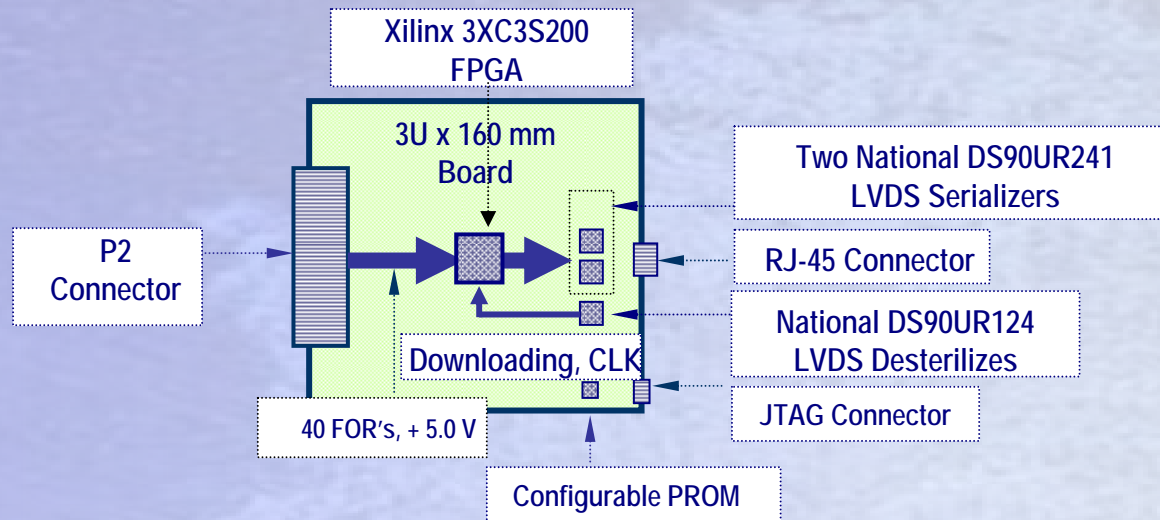 Xilinx 3XC3S200
FPGA
3U x 160 mm
Board
Two National DS90UR241
LVDS Serializers
P2
Connector
RJ-45 Connector
National DS90UR124
LVDS Desterilizes
Downloading, CLK
JTAG Connector
40 FOR's, + 5.0 V
Configurable PROM